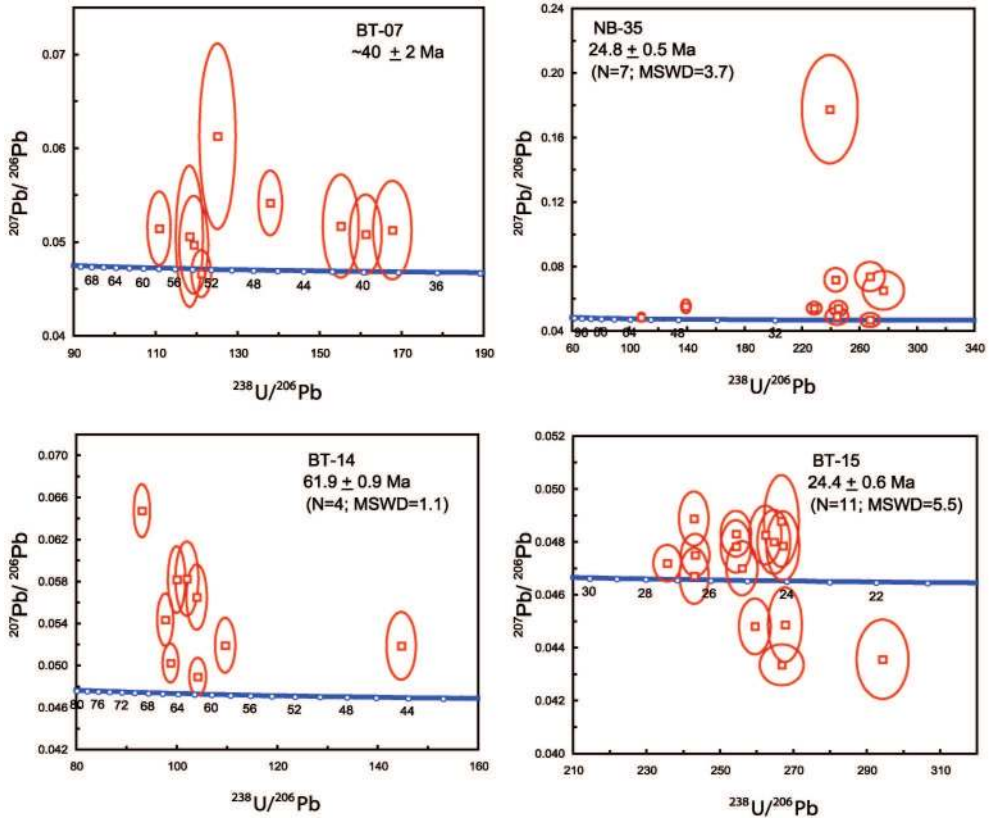 BT-07
~40 ± 2 Ma
0.07
0.06
0.05
0.04
207Pb/ 206Pb
68 64 60 56 52 48 44 40 36
90 110 130 150 170 190
238U/206Pb
NB-35
24.8 ± 0.5 Ma
(N=7; MSWD=3.7)
0.24
0.20
0.16
0.12
0.08
0.04
207Pb/ 206Pb
96 80 64 48 32
60 100 140 180 220 260 300 340
238U/206Pb
BT-14
61.9 ± 0.9 Ma
(N=4; MSWD=1.1)
0.070
0.066
0.062
0.058
0.054
0.050
0.046
0.042
207Pb/ 206Pb
80 76 72 68 64 60 56 52 48 44
80 100 120 140 160
238U/206Pb
BT-15
24.4 ± 0.6 Ma
(N=11; MSWD=5.5)
0.052
0.050
0.048
0.046
0.044
0.042
0.040
207Pb/ 206Pb
30 28 26 24 22
210 230 250 270 290 310
238U/206Pb